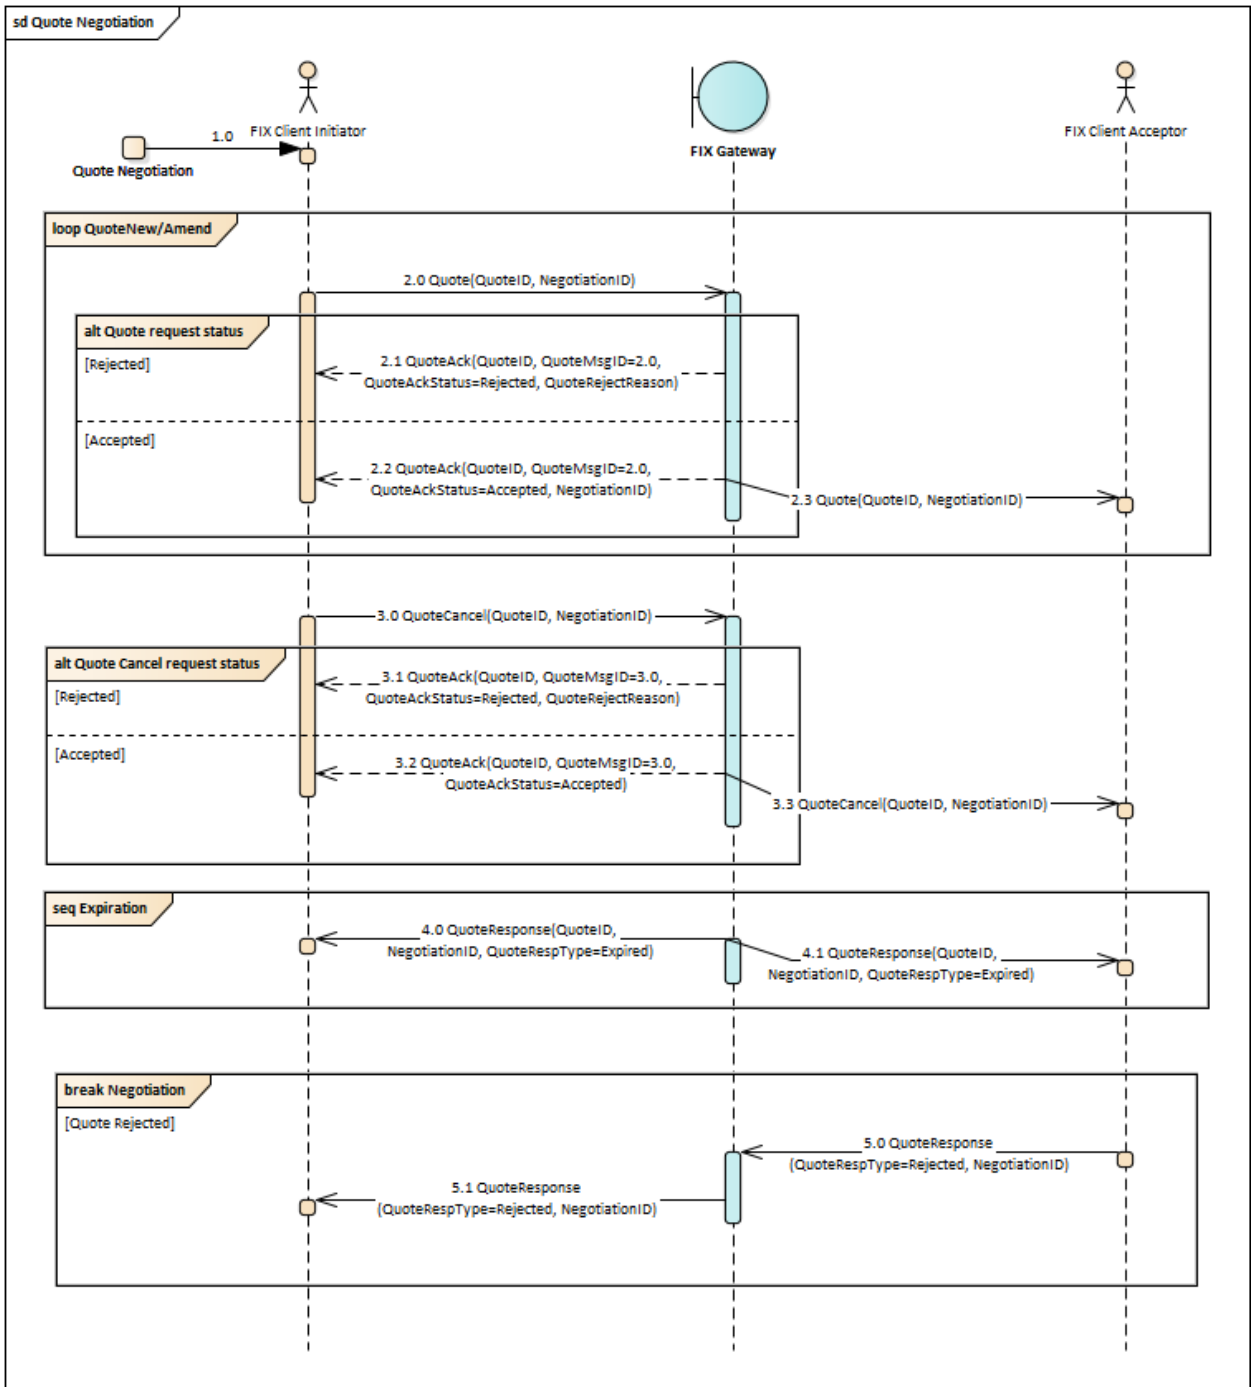 sd Quote Negotiation
FIX Client Initiator
FIX Gateway
FIX Client Acceptor
1.0
Quote Negotiation
loop QuoteNew/Amend
2.0 Quote(QuoteID, NegotiationID)
alt Quote request status
[Rejected]
2.1 QuoteAck(QuoteID, QuoteMsgID=2.0,
QuoteAckStatus=Rejected, QuoteRejectReason)
[Accepted]
2.2 QuoteAck(QuoteID, QuoteMsgID=2.0,
QuoteAckStatus=Accepted, NegotiationID)
2.3 Quote(QuoteID, NegotiationID)
3.0 QuoteCancel(QuoteID, NegotiationID)
alt Quote Cancel request status
[Rejected]
3.1 QuoteAck(QuoteID, QuoteMsgID=3.0,
QuoteAckStatus=Rejected, QuoteRejectReason)
[Accepted]
3.2 QuoteAck(QuoteID, QuoteMsgID=3.0,
QuoteAckStatus=Accepted)
3.3 QuoteCancel(QuoteID, NegotiationID)
seq Expiration
4.0 QuoteResponse(QuoteID,
NegotiationID, QuoteRespType=Expired)
4.1 QuoteResponse(QuoteID,
NegotiationID, QuoteRespType=Expired)
break Negotiation
[Quote Rejected]
5.0 QuoteResponse
(QuoteRespType=Rejected, NegotiationID)
5.1 QuoteResponse
(QuoteRespType=Rejected, NegotiationID)